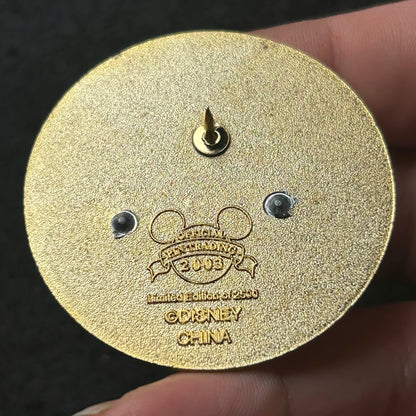 OFFICIAL
PIN TRADING
2003
Limited Edition of 2500
©DISNEY
CHINA